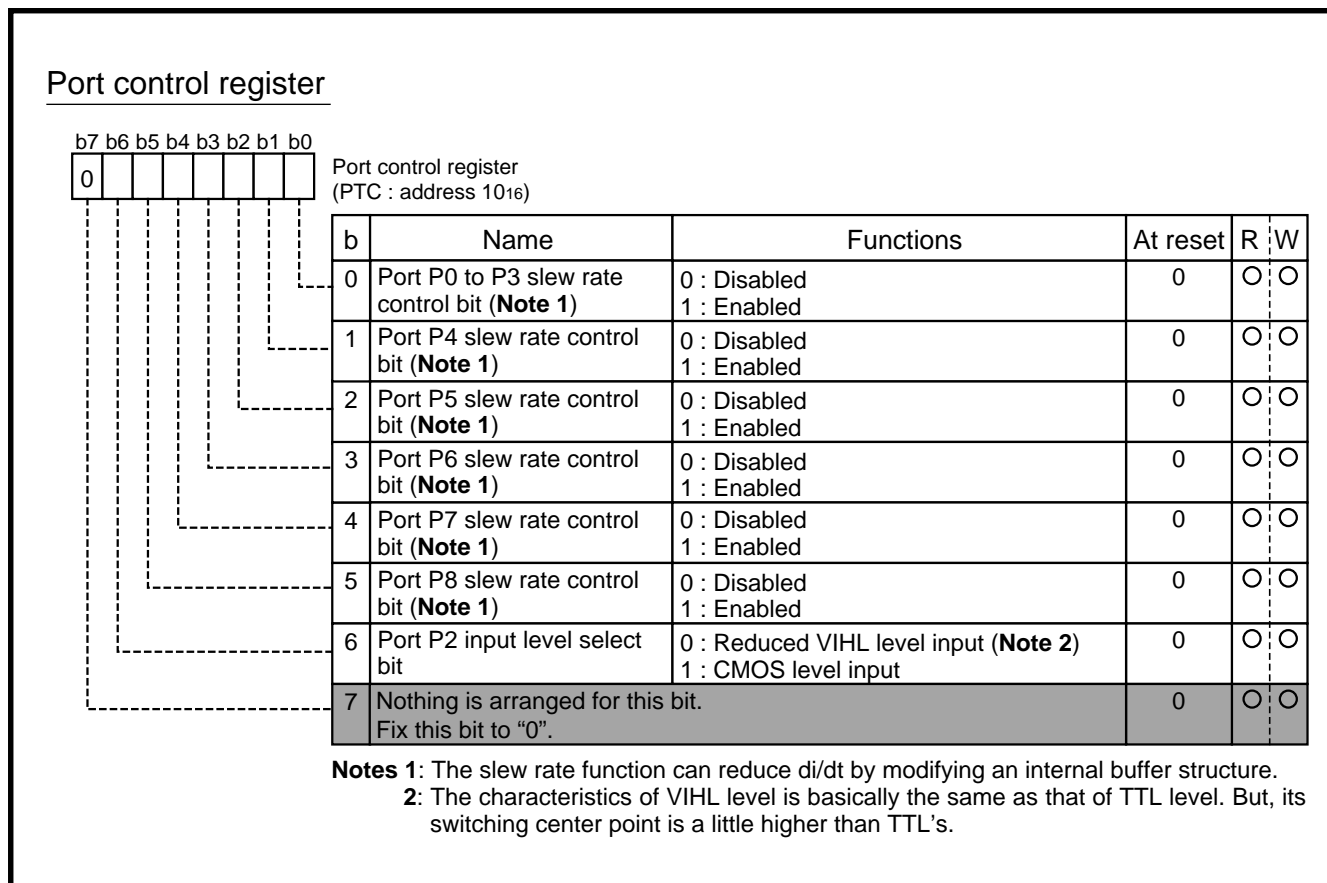 Port control register
b7 b6 b5 b4 b3 b2 b1 b0
0
Port control register
(PTC : address 1016)
b Name Functions At reset R W
0 Port P0 to P3 slew rate control bit (Note 1) 0 : Disabled 1 : Enabled 0 O O
1 Port P4 slew rate control bit (Note 1) 0 : Disabled 1 : Enabled 0 O O
2 Port P5 slew rate control bit (Note 1) 0 : Disabled 1 : Enabled 0 O O
3 Port P6 slew rate control bit (Note 1) 0 : Disabled 1 : Enabled 0 O O
4 Port P7 slew rate control bit (Note 1) 0 : Disabled 1 : Enabled 0 O O
5 Port P8 slew rate control bit (Note 1) 0 : Disabled 1 : Enabled 0 O O
6 Port P2 input level select bit 0 : Reduced VIHL level input (Note 2) 1 : CMOS level input 0 O O
7 Nothing is arranged for this bit. Fix this bit to “0”. 0 O O
Notes 1: The slew rate function can reduce di/dt by modifying an internal buffer structure.
2: The characteristics of VIHL level is basically the same as that of TTL level. But, its
switching center point is a little higher than TTL's.